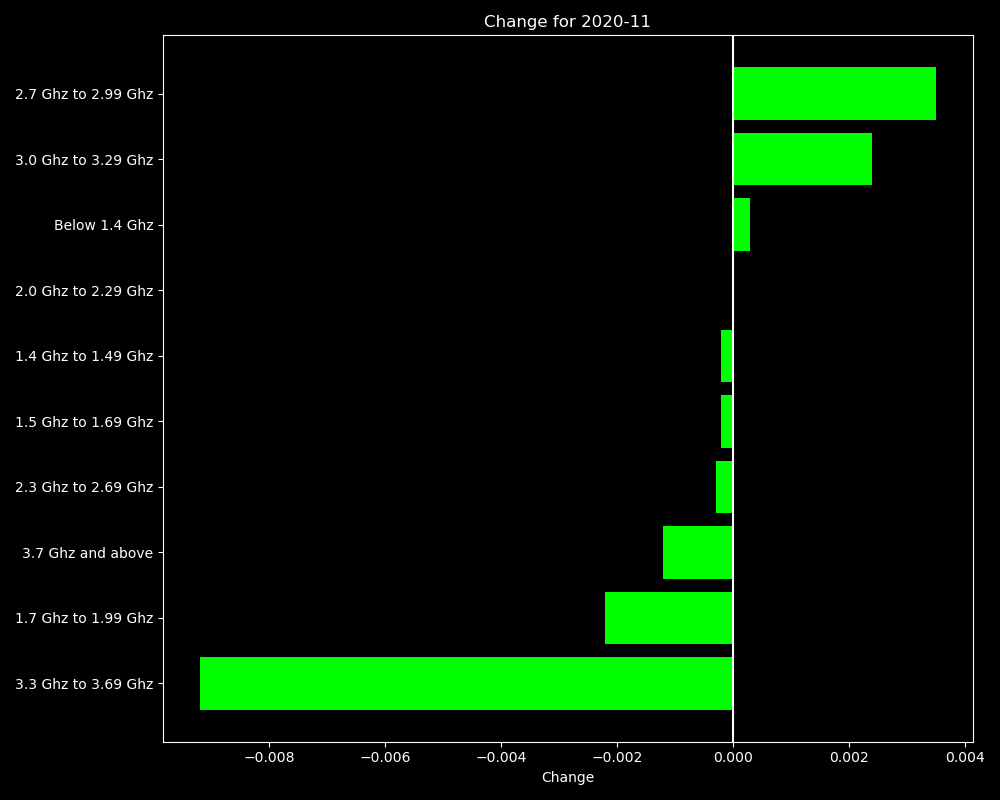 Change for 2020-11
2.7 Ghz to 2.99 Ghz
3.0 Ghz to 3.29 Ghz
Below 1.4 Ghz
2.0 Ghz to 2.29 Ghz
1.4 Ghz to 1.49 Ghz
1.5 Ghz to 1.69 Ghz
2.3 Ghz to 2.69 Ghz
3.7 Ghz and above
1.7 Ghz to 1.99 Ghz
3.3 Ghz to 3.69 Ghz
−0.008 −0.006 −0.004 −0.002 0.000 0.002 0.004
Change